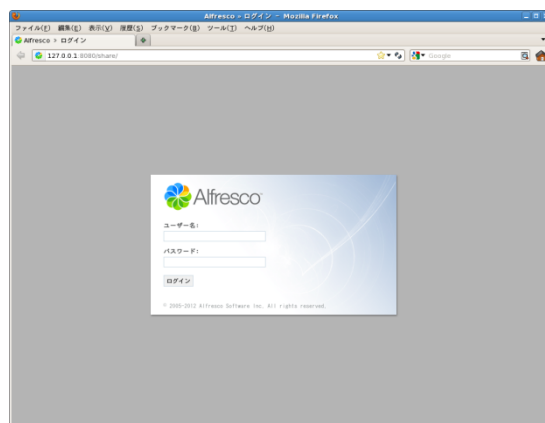 Alfresco » ログイン - Mozilla Firefox
ファイル(F) 編集(E) 表示(V) 履歴(S) ブックマーク(B) ツール(T) ヘルプ(H)
Alfresco » ログイン
127.0.0.1:8080/share/
Google
Alfresco
ユーザー名:
パスワード:
ログイン
© 2005-2012 Alfresco Software Inc. All rights reserved.